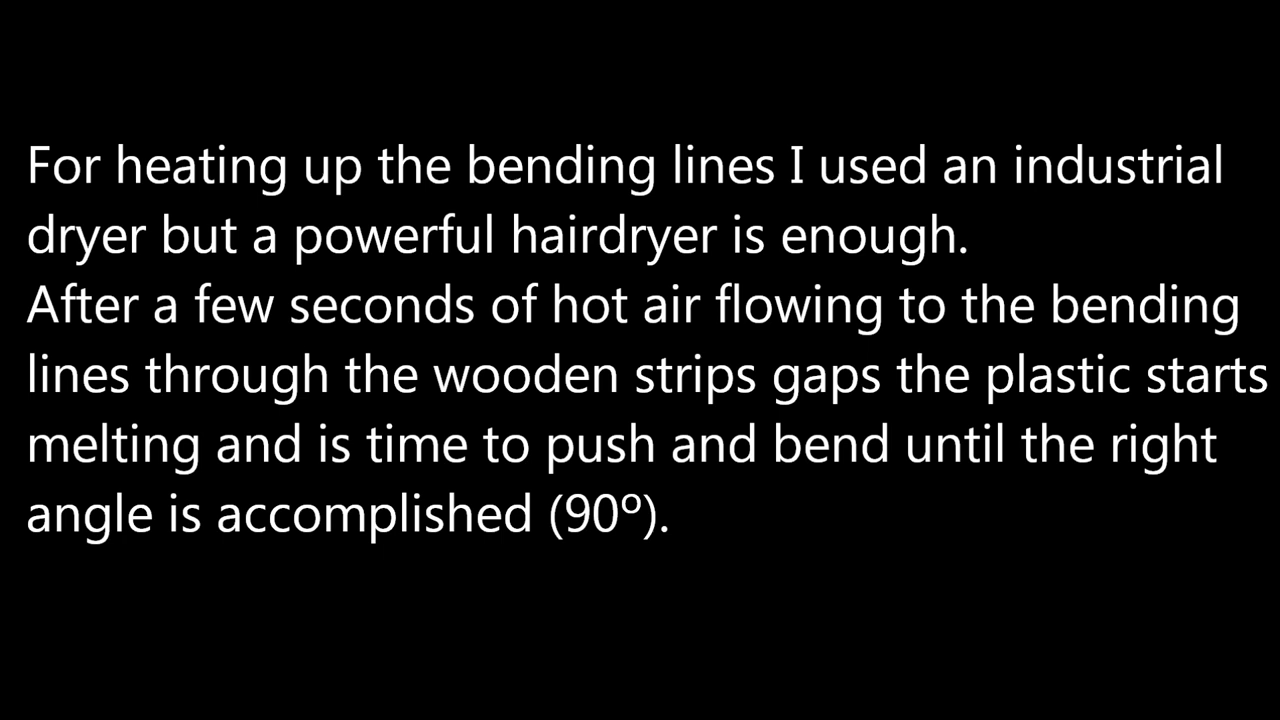 For heating up the bending lines I used an industrial
dryer but a powerful hairdryer is enough.
After a few seconds of hot air flowing to the bending
lines through the wooden strips gaps the plastic starts
melting and is time to push and bend until the right
angle is accomplished (90º).